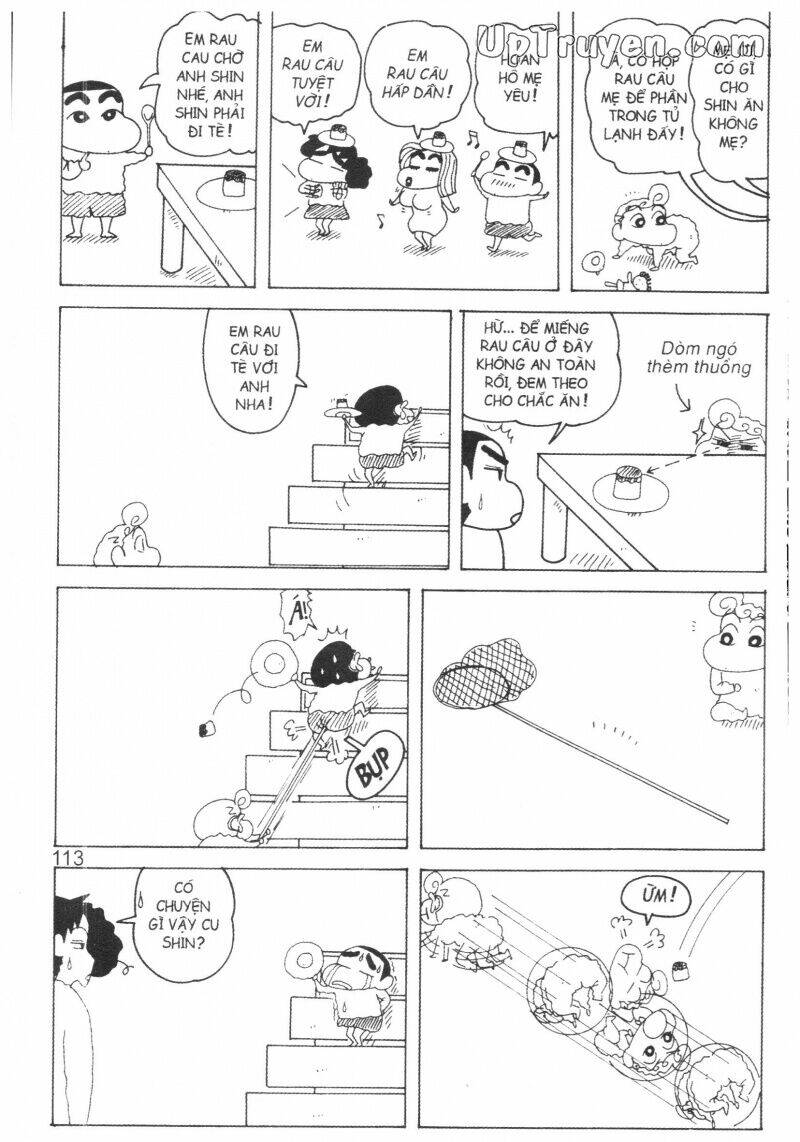 UpTruyen.com
MẸ ƠI
CÓ GÌ
CHO
SHIN ĂN
KHÔNG
MẸ?
À, CÓ HỘP
RAU CÂU
MẸ ĐỂ PHẦN
TRONG TỦ
LẠNH ĐẤY!
HOAN
HÔ MẸ
YÊU!
EM
RAU CÂU
HẤP DẪN!
EM
RAU CÂU
TUYỆT
VỜI!
EM RAU
CAU CHỜ
ANH SHIN
NHÉ, ANH
SHIN PHẢI
ĐI TÈ!
Dòm ngó
thèm thuồng
HỪ... ĐỂ MIẾNG
RAU CÂU Ở ĐÂY
KHÔNG AN TOÀN
RỒI, ĐEM THEO
CHO CHẮC ĂN!
EM RAU
CÂU ĐI
TÈ VỚI
ANH
NHA!
Á!
BỤP
ỪM!
CÓ
CHUYỆN
GÌ VẬY CU
SHIN?
113